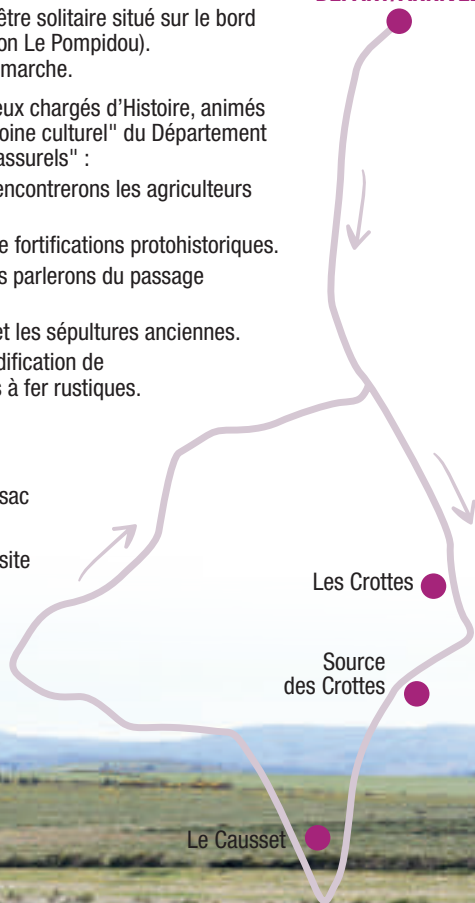 être solitaire situé sur le bord
on Le Pompidou).
marche.
eux chargés d'Histoire, animés
oine culturel" du Département
assurels" :
encontrerons les agriculteurs
e fortifications protohistoriques.
s parlerons du passage
et les sépultures anciennes.
dification de
s à fer rustiques.
sac
site
Les Crottes
Source
des Crottes
Le Causset